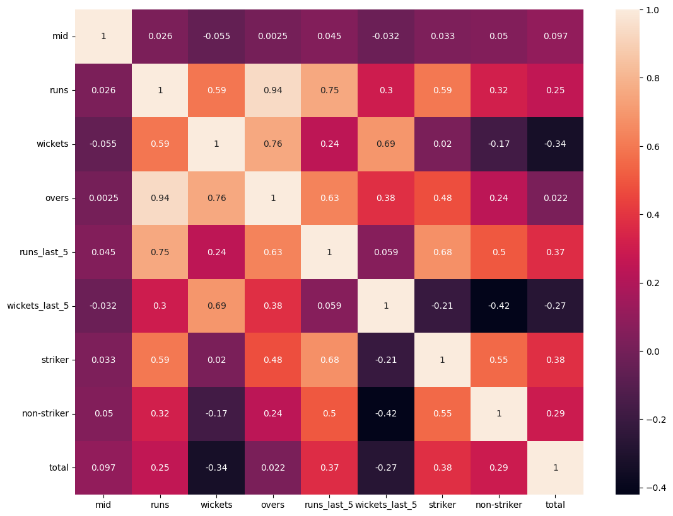 mid 1 0.026 -0.055 0.0025 0.045 -0.032 0.033 0.05 0.097
runs 0.026 1 0.59 0.94 0.75 0.3 0.59 0.32 0.25
wickets -0.055 0.59 1 0.76 0.24 0.69 0.02 -0.17 -0.34
overs 0.0025 0.94 0.76 1 0.63 0.38 0.48 0.24 0.022
runs_last_5 0.045 0.75 0.24 0.63 1 0.059 0.68 0.5 0.37
wickets_last_5 -0.032 0.3 0.69 0.38 0.059 1 -0.21 -0.42 -0.27
striker 0.033 0.59 0.02 0.48 0.68 -0.21 1 0.55 0.38
non-striker 0.05 0.32 -0.17 0.24 0.5 -0.42 0.55 1 0.29
total 0.097 0.25 -0.34 0.022 0.37 -0.27 0.38 0.29 1
mid runs wickets overs runs_last_5 wickets_last_5 striker non-striker total
1.0
0.8
0.6
0.4
0.2
0.0
−0.2
−0.4